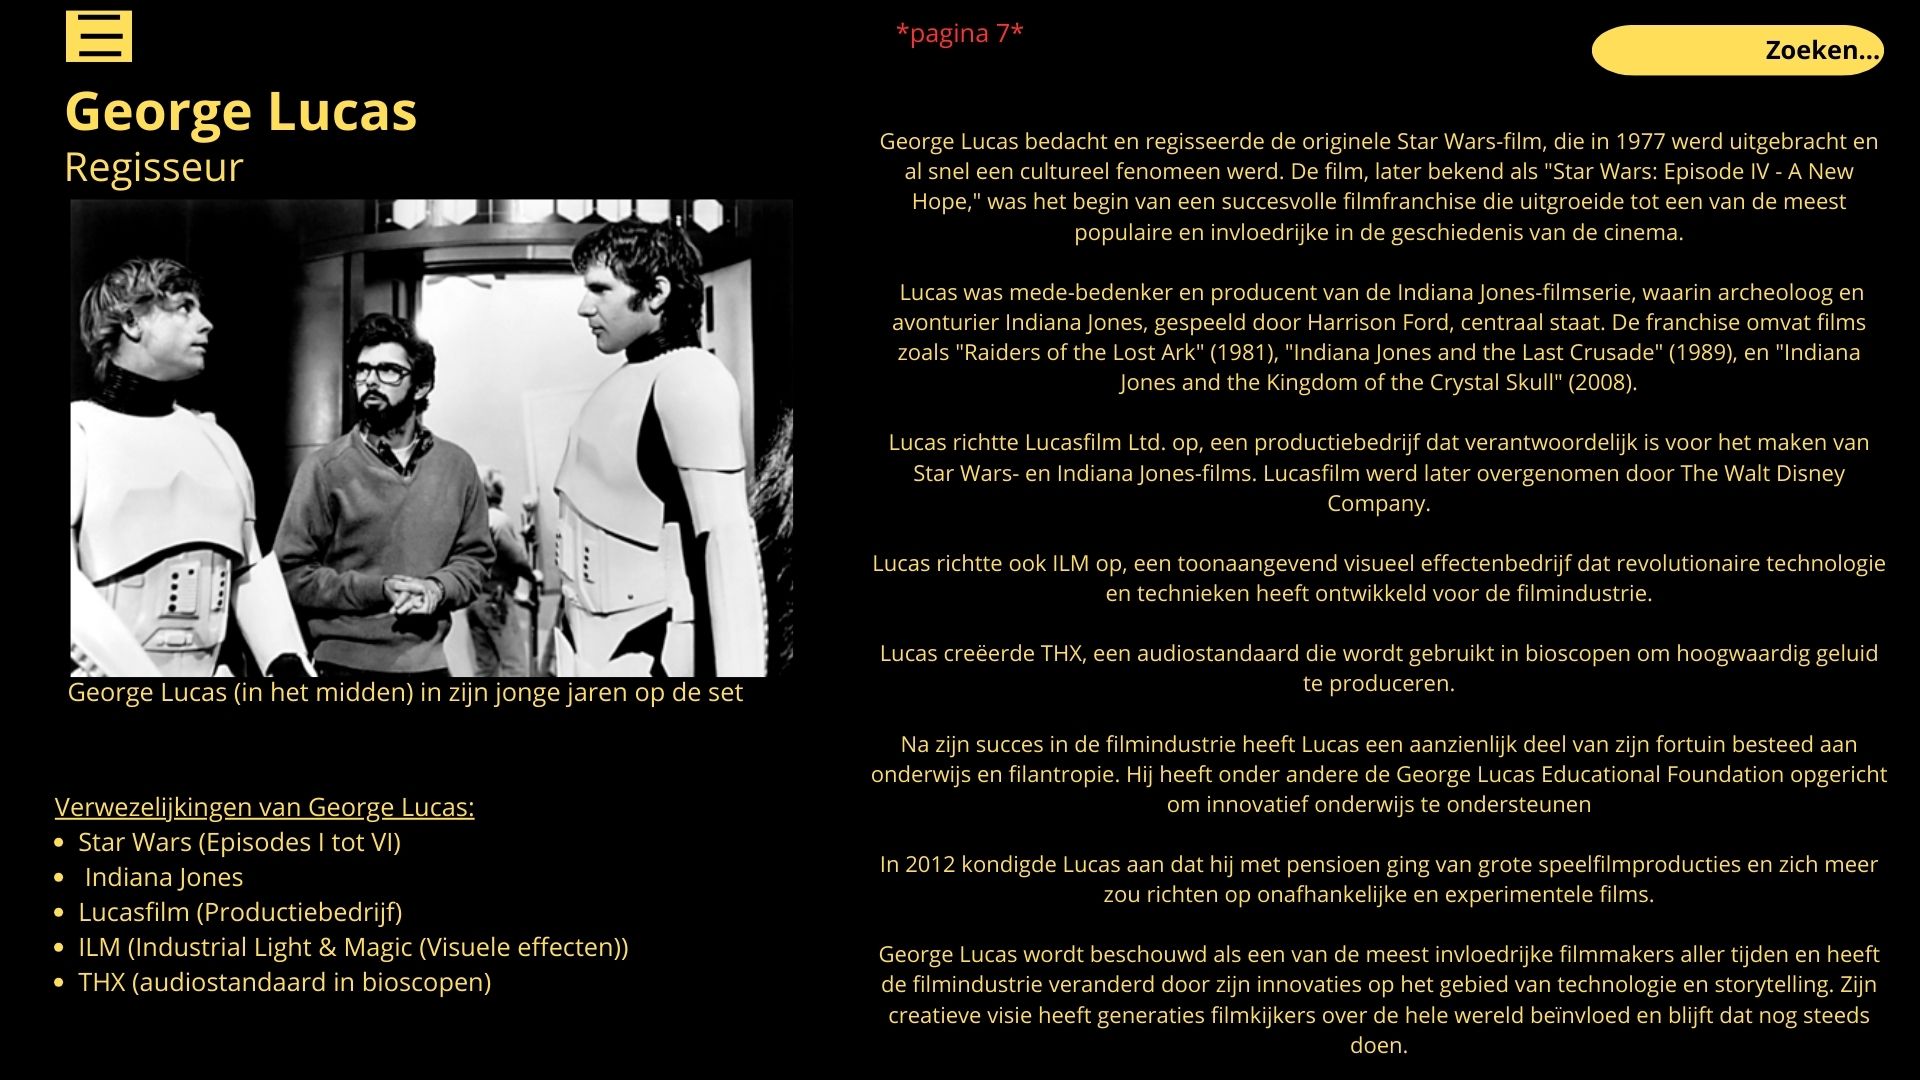 *pagina 7*
Zoeken...
George Lucas
Regisseur
George Lucas (in het midden) in zijn jonge jaren op de set
Verwezelijkingen van George Lucas:
• Star Wars (Episodes I tot VI)
• Indiana Jones
• Lucasfilm (Productiebedrijf)
• ILM (Industrial Light & Magic (Visuele effecten))
• THX (audiostandaard in bioscopen)
George Lucas bedacht en regisseerde de originele Star Wars-film, die in 1977 werd uitgebracht en
al snel een cultureel fenomeen werd. De film, later bekend als "Star Wars: Episode IV - A New
Hope," was het begin van een succesvolle filmfranchise die uitgroeide tot een van de meest
populaire en invloedrijke in de geschiedenis van de cinema.
Lucas was mede-bedenker en producent van de Indiana Jones-filmserie, waarin archeoloog en
avonturier Indiana Jones, gespeeld door Harrison Ford, centraal staat. De franchise omvat films
zoals "Raiders of the Lost Ark" (1981), "Indiana Jones and the Last Crusade" (1989), en "Indiana
Jones and the Kingdom of the Crystal Skull" (2008).
Lucas richtte Lucasfilm Ltd. op, een productiebedrijf dat verantwoordelijk is voor het maken van
Star Wars- en Indiana Jones-films. Lucasfilm werd later overgenomen door The Walt Disney
Company.
Lucas richtte ook ILM op, een toonaangevend visueel effectenbedrijf dat revolutionaire technologie
en technieken heeft ontwikkeld voor de filmindustrie.
Lucas creëerde THX, een audiostandaard die wordt gebruikt in bioscopen om hoogwaardig geluid
te produceren.
Na zijn succes in de filmindustrie heeft Lucas een aanzienlijk deel van zijn fortuin besteed aan
onderwijs en filantropie. Hij heeft onder andere de George Lucas Educational Foundation opgericht
om innovatief onderwijs te ondersteunen
In 2012 kondigde Lucas aan dat hij met pensioen ging van grote speelfilmproducties en zich meer
zou richten op onafhankelijke en experimentele films.
George Lucas wordt beschouwd als een van de meest invloedrijke filmmakers aller tijden en heeft
de filmindustrie veranderd door zijn innovaties op het gebied van technologie en storytelling. Zijn
creatieve visie heeft generaties filmkijkers over de hele wereld beïnvloed en blijft dat nog steeds
doen.